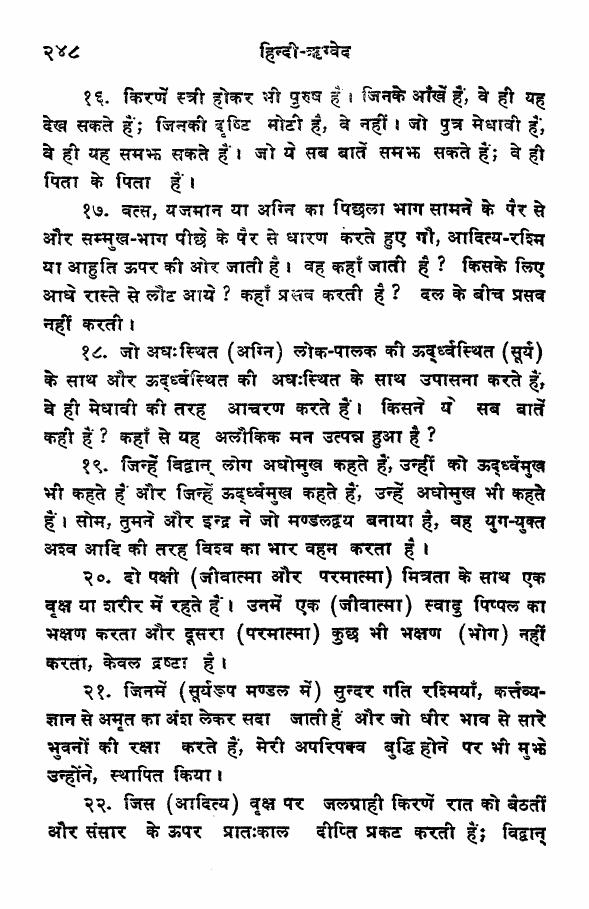 २४८ हिन्दी-ऋग्वेद
१६. किरणें स्त्री होकर भी पुरुष हैं। जिनके आँखें हैं, वे ही यह
देख सकते हैं; जिनकी दृष्टि मोटी है, वे नहीं। जो पुत्र मेधावी हैं,
वे ही यह समझ सकते हैं। जो ये सब बातें समझ सकते हैं; वे ही
पिता के पिता हैं।
१७. वत्स, यजमान या अग्नि का पिछला भाग सामने के पैर से
और सम्मुख-भाग पीछे के पैर से धारण करते हुए गौ, आदित्य-रश्मि
या आहुति ऊपर की ओर जाती है। वह कहाँ जाती है? किसके लिए
आधे रास्ते से लौट आये? कहाँ प्रसव करती है? दल के बीच प्रसव
नहीं करती।
१८. जो अधःस्थित (अग्नि) लोक-पालक की ऊद्र्ध्वस्थित (सूर्य)
के साथ और ऊद्र्ध्वस्थित की अधःस्थित के साथ उपासना करते हैं,
वे ही मेधावी की तरह आचरण करते हैं। किसने ये सब बातें
कही हैं? कहाँ से यह अलौकिक मन उत्पन्न हुआ है?
१९. जिन्हें विद्वान् लोग अधोमुख कहते हैं, उन्हीं को ऊद्र्ध्वमुख
भी कहते हैं और जिन्हें ऊद्र्ध्वमुख कहते हैं, उन्हें अधोमुख भी कहते
हैं। सोम, तुमने और इन्द्र ने जो मण्डलद्वय बनाया है, वह युग-युक्त
अश्व आदि की तरह विश्व का भार वहन करता है।
२०. दो पक्षी (जीवात्मा और परमात्मा) मित्रता के साथ एक
वृक्ष या शरीर में रहते हैं। उनमें एक (जीवात्मा) स्वादु पिप्पल का
भक्षण करता और दूसरा (परमात्मा) कुछ भी भक्षण (भोग) नहीं
करता, केवल द्रष्टा है।
२१. जिनमें (सूर्यरूप मण्डल में) सुन्दर गति रश्मियाँ, कर्त्तव्य-
ज्ञान से अमृत का अंश लेकर सदा जाती हैं और जो धीर भाव से सारे
भुवनों की रक्षा करते हैं, मेरी अपरिपक्व बुद्धि होने पर भी मुझे
उन्होंने, स्थापित किया।
२२. जिस (आदित्य) वृक्ष पर जलग्राही किरणें रात को बैठतीं
और संसार के ऊपर प्रातःकाल दीप्ति प्रकट करती हैं; विद्वान्